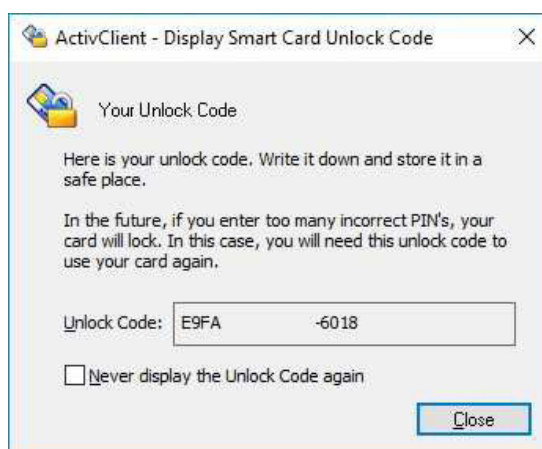 ActivClient - Display Smart Card Unlock Code
Your Unlock Code
Here is your unlock code. Write it down and store it in a
safe place.
In the future, if you enter too many incorrect PIN's, your
card will lock. In this case, you will need this unlock code to
use your card again.
Unlock Code: E9FA -6018
Never display the Unlock Code again
Close